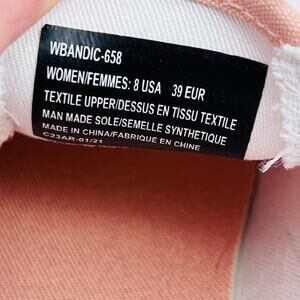 WBANDIC-658
WOMEN/FEMMES: 8 USA 39 EUR
TEXTILE UPPER/DESSUS EN TISSU TEXTILE
MAN MADE SOLE/SEMELLE SYNTHETIQUE
MADE IN CHINA/FABRIQUE EN CHINE
C23AR-01/21